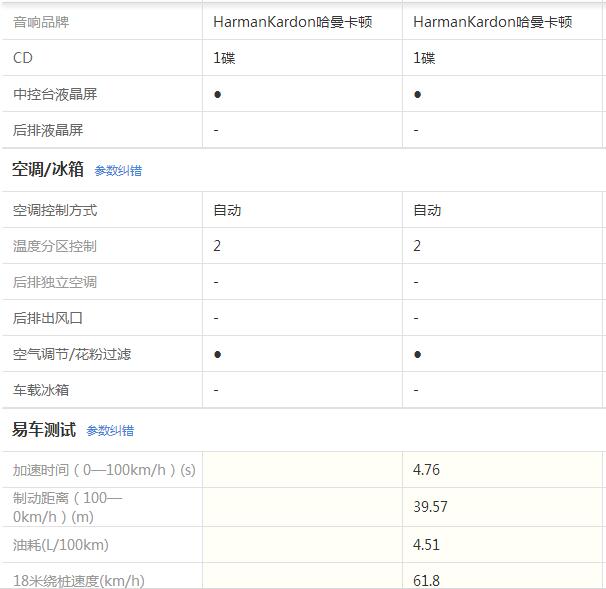 音响品牌 HarmanKardon哈曼卡顿 HarmanKardon哈曼卡顿
CD 1碟 1碟
中控台液晶屏 ● ●
后排液晶屏 - -
空调/冰箱 参数纠错
空调控制方式 自动 自动
温度分区控制 2 2
后排独立空调 - -
后排出风口 - -
空气调节/花粉过滤 ● ●
车载冰箱 - -
易车测试 参数纠错
加速时间（0—100km/h）(s) 4.76
制动距离（100—
0km/h）(m) 39.57
油耗(L/100km) 4.51
18米绕桩速度(km/h) 61.8